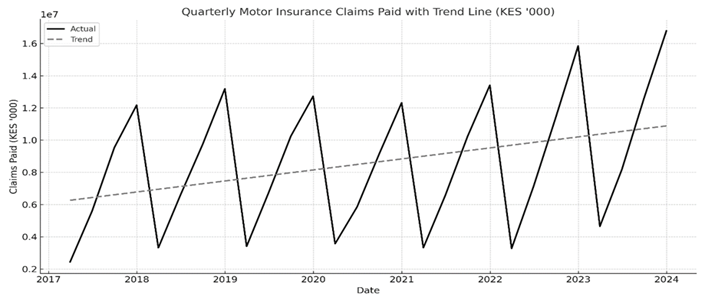 Quarterly Motor Insurance Claims Paid with Trend Line (KES '000)
1e7
Actual
Trend
1.6
1.4
1.2
1.0
0.8
0.6
0.4
0.2
Claims Paid (KES '000)
2017 2018 2019 2020 2021 2022 2023 2024
Date